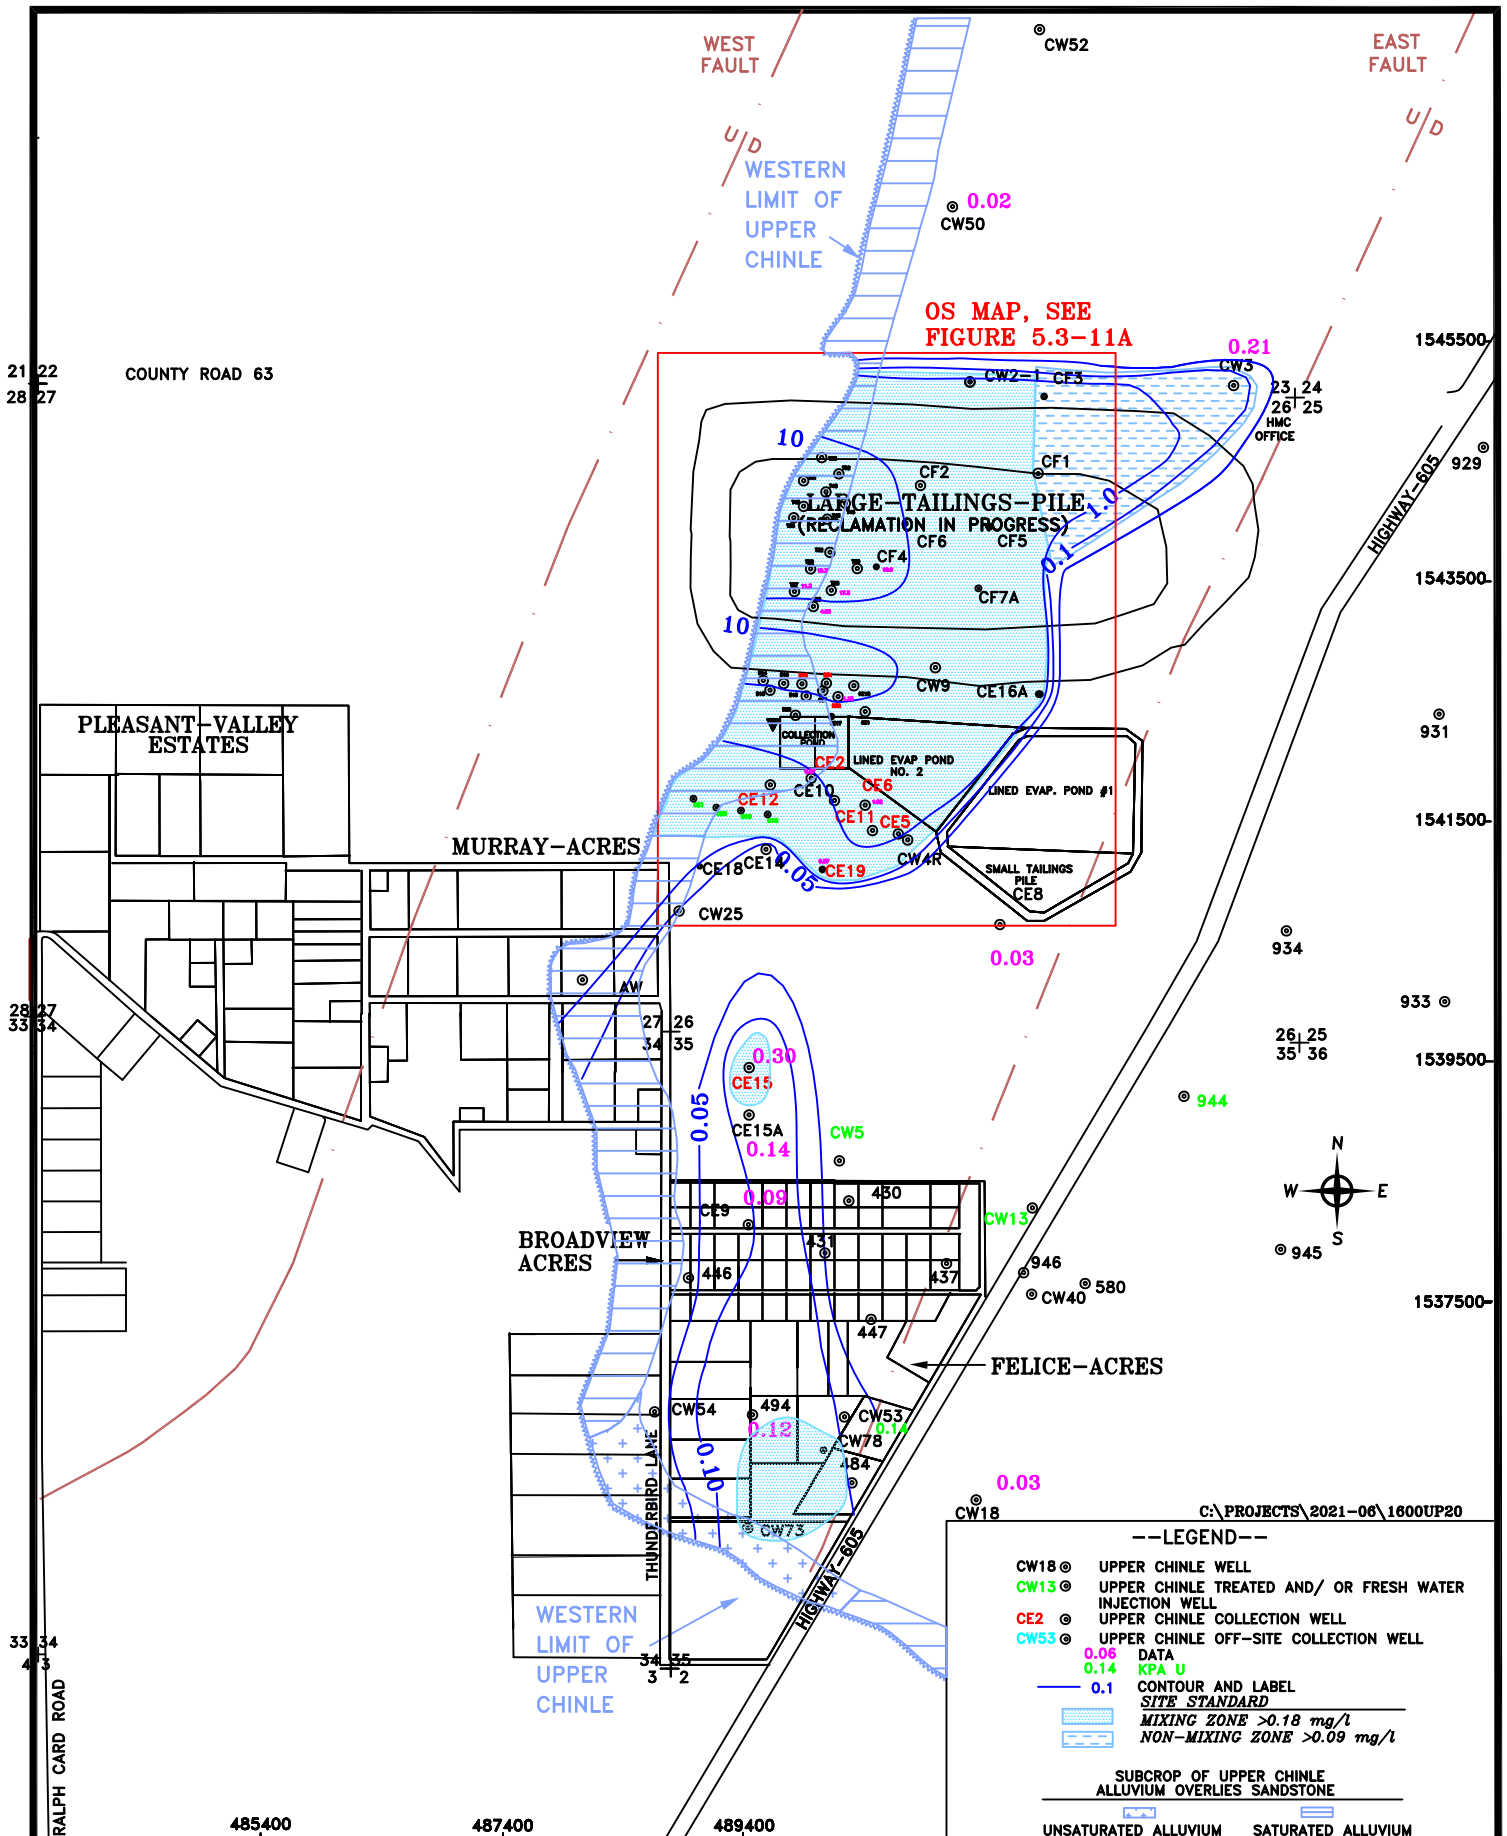 WEST
FAULT
EAST
FAULT
CW52
U/D
U/D
WESTERN
LIMIT OF
UPPER
CHINLE
0.02
CW50
OS MAP, SEE
FIGURE 5.3-11A
1545500
0.21
CW3
21 22
28 27
COUNTY ROAD 63
CW2-1
CF3
23 24
26 25
HMC
OFFICE
10
929
CF1
CF2
HIGHWAY-605
LARGE-TAILINGS-PILE
(RECLAMATION IN PROGRESS)
1.0
CF6
CF5
CF4
0.1
1543500
CF7A
10
CW9
CE16A
931
PLEASANT-VALLEY
ESTATES
COLLECTION
POND
CE2
LINED EVAP POND
NO. 2
CE10
CE6
LINED EVAP. POND #1
CE12
CE11
CE5
1541500
MURRAY-ACRES
CE14
CW4R
CE18
0.05
CE19
SMALL TAILINGS
PILE
CE8
CW25
934
0.03
AW
933
28 27
33 34
27 26
34 35
26 25
35 36
0.30
1539500
CE15
944
0.05
CE15A
CW5
0.14
N
W
E
S
0.09
430
CE9
CW13
BROADVIEW
ACRES
431
945
946
446
437
580
CW40
1537500
447
FELICE-ACRES
CW54
494
CW53
0.12
0.14
CW78
THUNDERBIRD LANE
0.10
484
0.03
CW18
CW73
HIGHWAY-605
WESTERN
LIMIT OF
UPPER
CHINLE
33 34
4 3
34 35
3 2
RALPH CARD ROAD
485400
487400
489400
C:\PROJECTS\2021-06\1600UP20
--LEGEND--
CW18 UPPER CHINLE WELL
CW13 UPPER CHINLE TREATED AND/ OR FRESH WATER
INJECTION WELL
CE2 UPPER CHINLE COLLECTION WELL
CW53 UPPER CHINLE OFF-SITE COLLECTION WELL
0.06 DATA
0.14 KPA U
0.1 CONTOUR AND LABEL
SITE STANDARD
MIXING ZONE >0.18 mg/l
NON-MIXING ZONE >0.09 mg/l
SUBCROP OF UPPER CHINLE
ALLUVIUM OVERLIES SANDSTONE
UNSATURATED ALLUVIUM
SATURATED ALLUVIUM